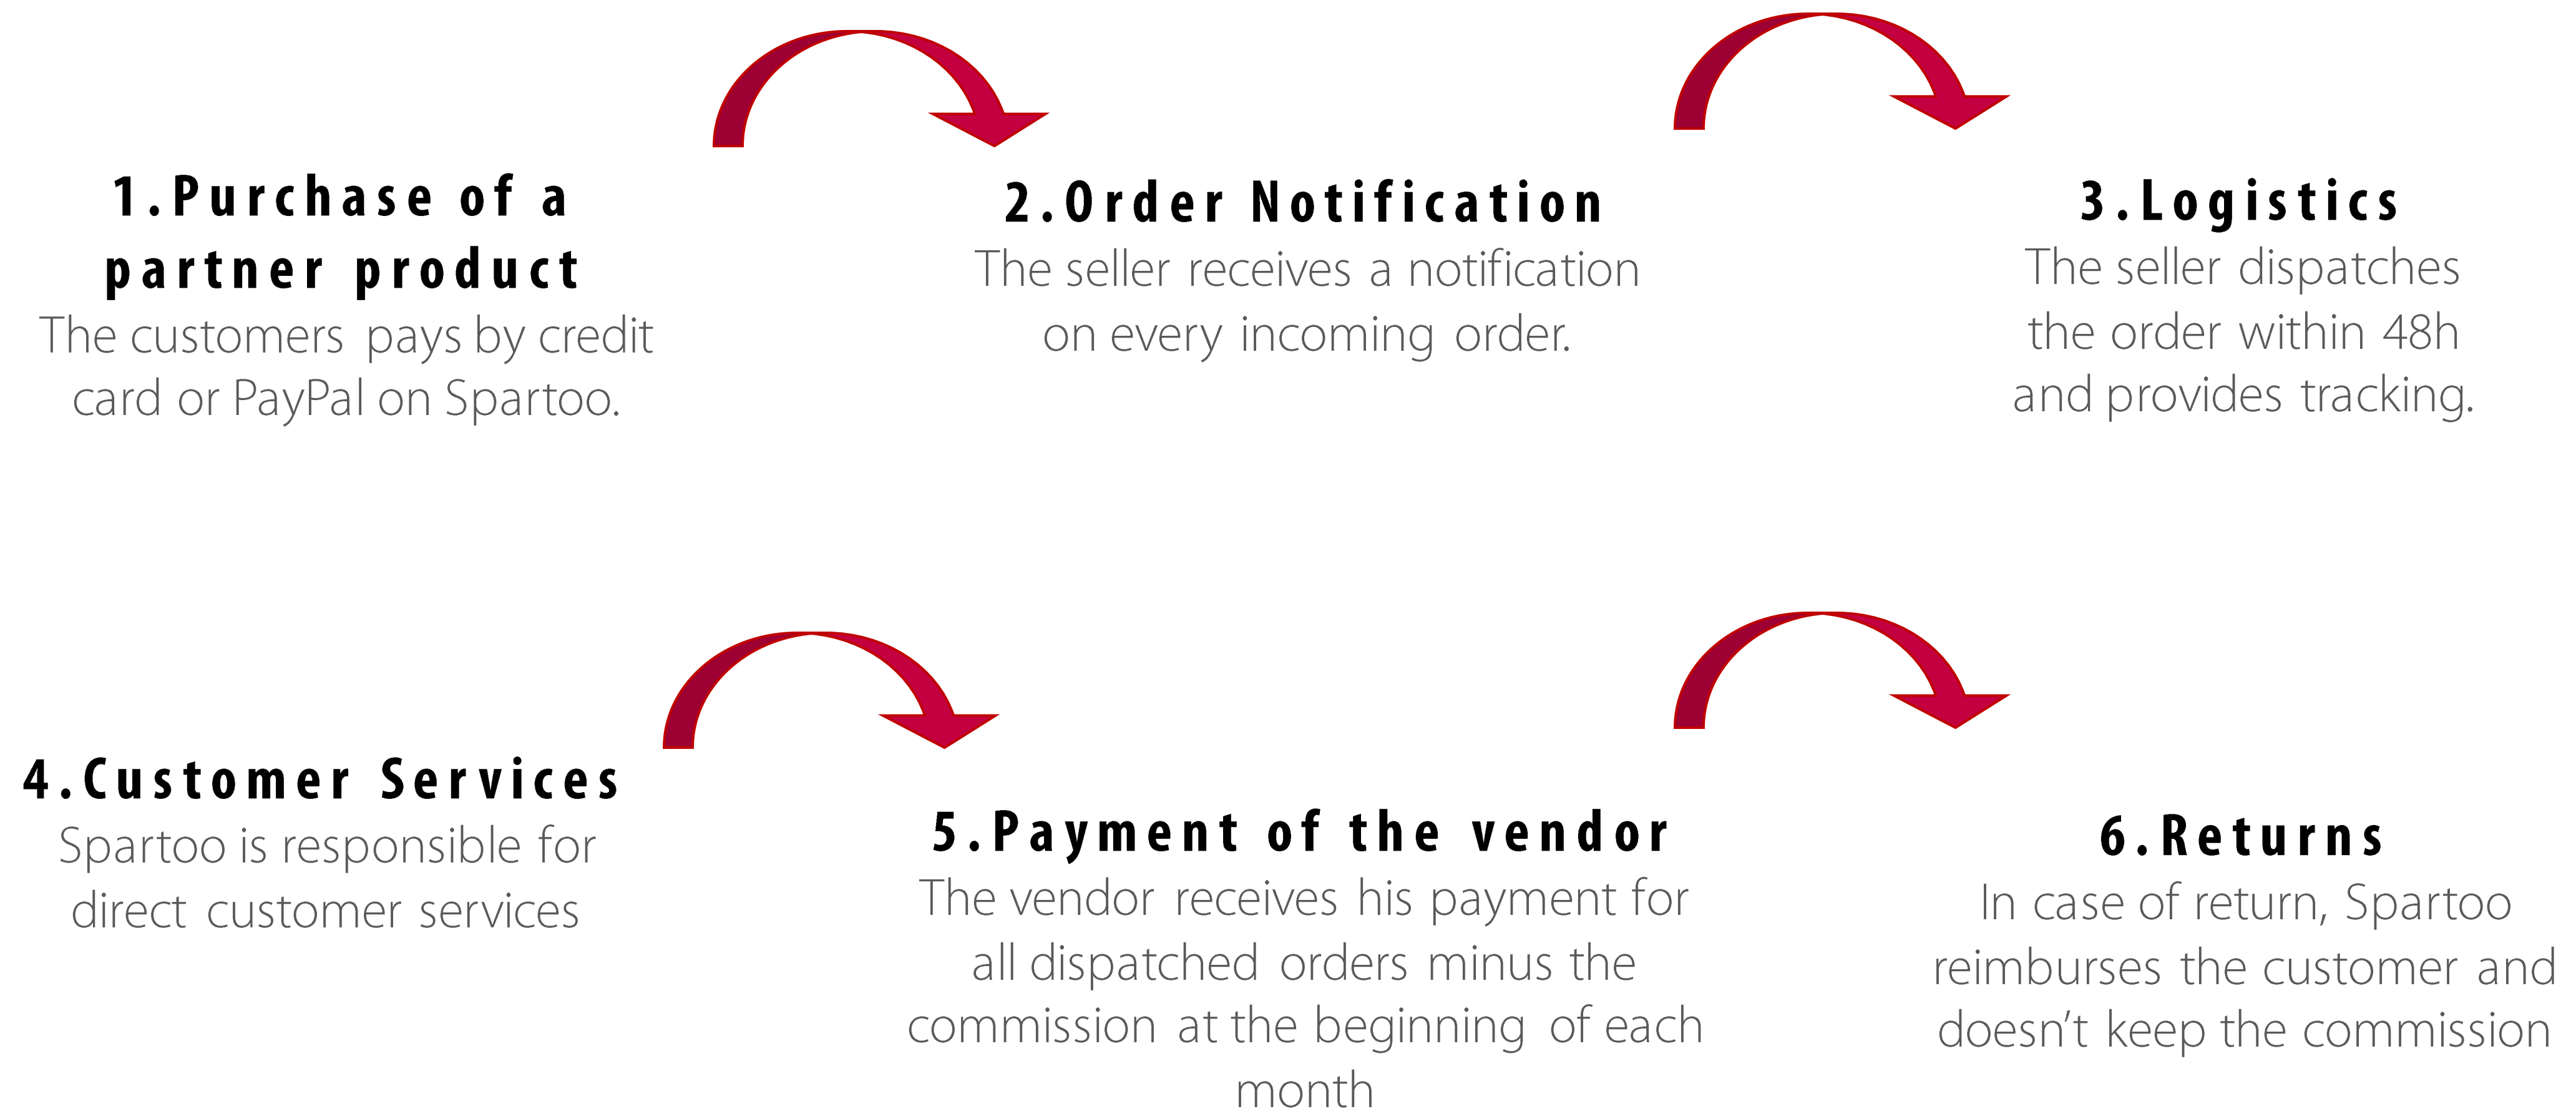 1.Purchase of a
partner product
The customers pays by credit
card or PayPal on Spartoo.
2.Order Notification
The seller receives a notification
on every incoming order.
3.Logistics
The seller dispatches
the order within 48h
and provides tracking.
4.Customer Services
Spartoo is responsible for
direct customer services
5.Payment of the vendor
The vendor receives his payment for
all dispatched orders minus the
commission at the beginning of each
month
6.Returns
In case of return, Spartoo
reimburses the customer and
doesn’t keep the commission